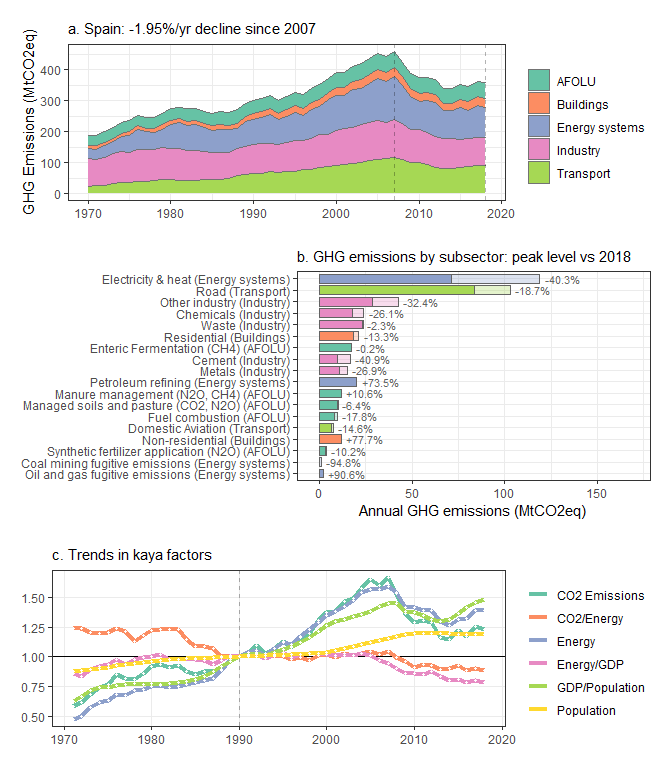 a. Spain: -1.95%/yr decline since 2007
GHG Emissions (MtCO2eq)
400
300
200
100
0
1970 1980 1990 2000 2010 2020
AFOLU
Buildings
Energy systems
Industry
Transport
b. GHG emissions by subsector: peak level vs 2018
Electricity & heat (Energy systems) -40.3%
Road (Transport) -18.7%
Other industry (Industry) -32.4%
Chemicals (Industry) -26.1%
Waste (Industry) -2.3%
Residential (Buildings) -13.3%
Enteric Fermentation (CH4) (AFOLU) -0.2%
Cement (Industry) -40.9%
Metals (Industry) -26.9%
Petroleum refining (Energy systems) +73.5%
Manure management (N2O, CH4) (AFOLU) +10.6%
Managed soils and pasture (CO2, N2O) (AFOLU) -6.4%
Fuel combustion (AFOLU) -17.8%
Domestic Aviation (Transport) -14.6%
Non-residential (Buildings) +77.7%
Synthetic fertilizer application (N2O) (AFOLU) -10.2%
Coal mining fugitive emissions (Energy systems) -94.8%
Oil and gas fugitive emissions (Energy systems) +90.6%
0 50 100 150
Annual GHG emissions (MtCO2eq)
c. Trends in kaya factors
1.50
1.25
1.00
0.75
0.50
1970 1980 1990 2000 2010 2020
CO2 Emissions
CO2/Energy
Energy
Energy/GDP
GDP/Population
Population